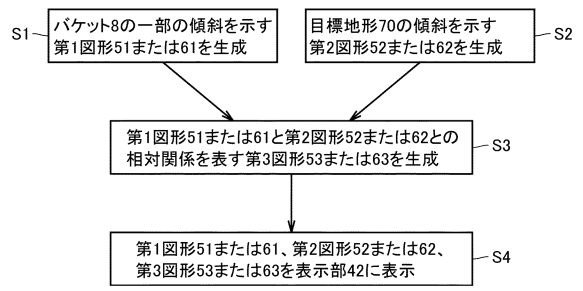 S1
バケット8の一部の傾斜を示す
第1図形51または61を生成
目標地形70の傾斜を示す
第2図形52または62を生成
S2
第1図形51または61と第2図形52または62との
相対関係を表す第3図形53または63を生成
S3
第1図形51または61、第2図形52または62、
第3図形53または63を表示部42に表示
S4